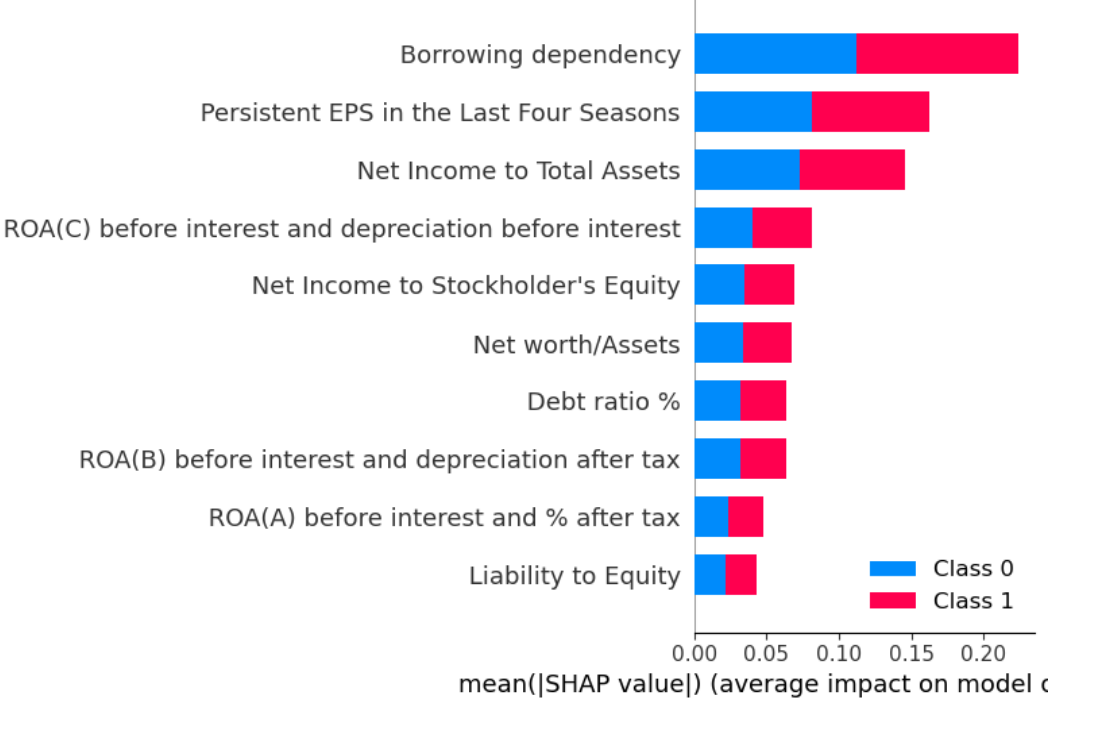 Borrowing dependency
Persistent EPS in the Last Four Seasons
Net Income to Total Assets
ROA(C) before interest and depreciation before interest
Net Income to Stockholder's Equity
Net worth/Assets
Debt ratio %
ROA(B) before interest and depreciation after tax
ROA(A) before interest and % after tax
Liability to Equity
Class 0
Class 1
0.00 0.05 0.10 0.15 0.20
mean(|SHAP value|) (average impact on model